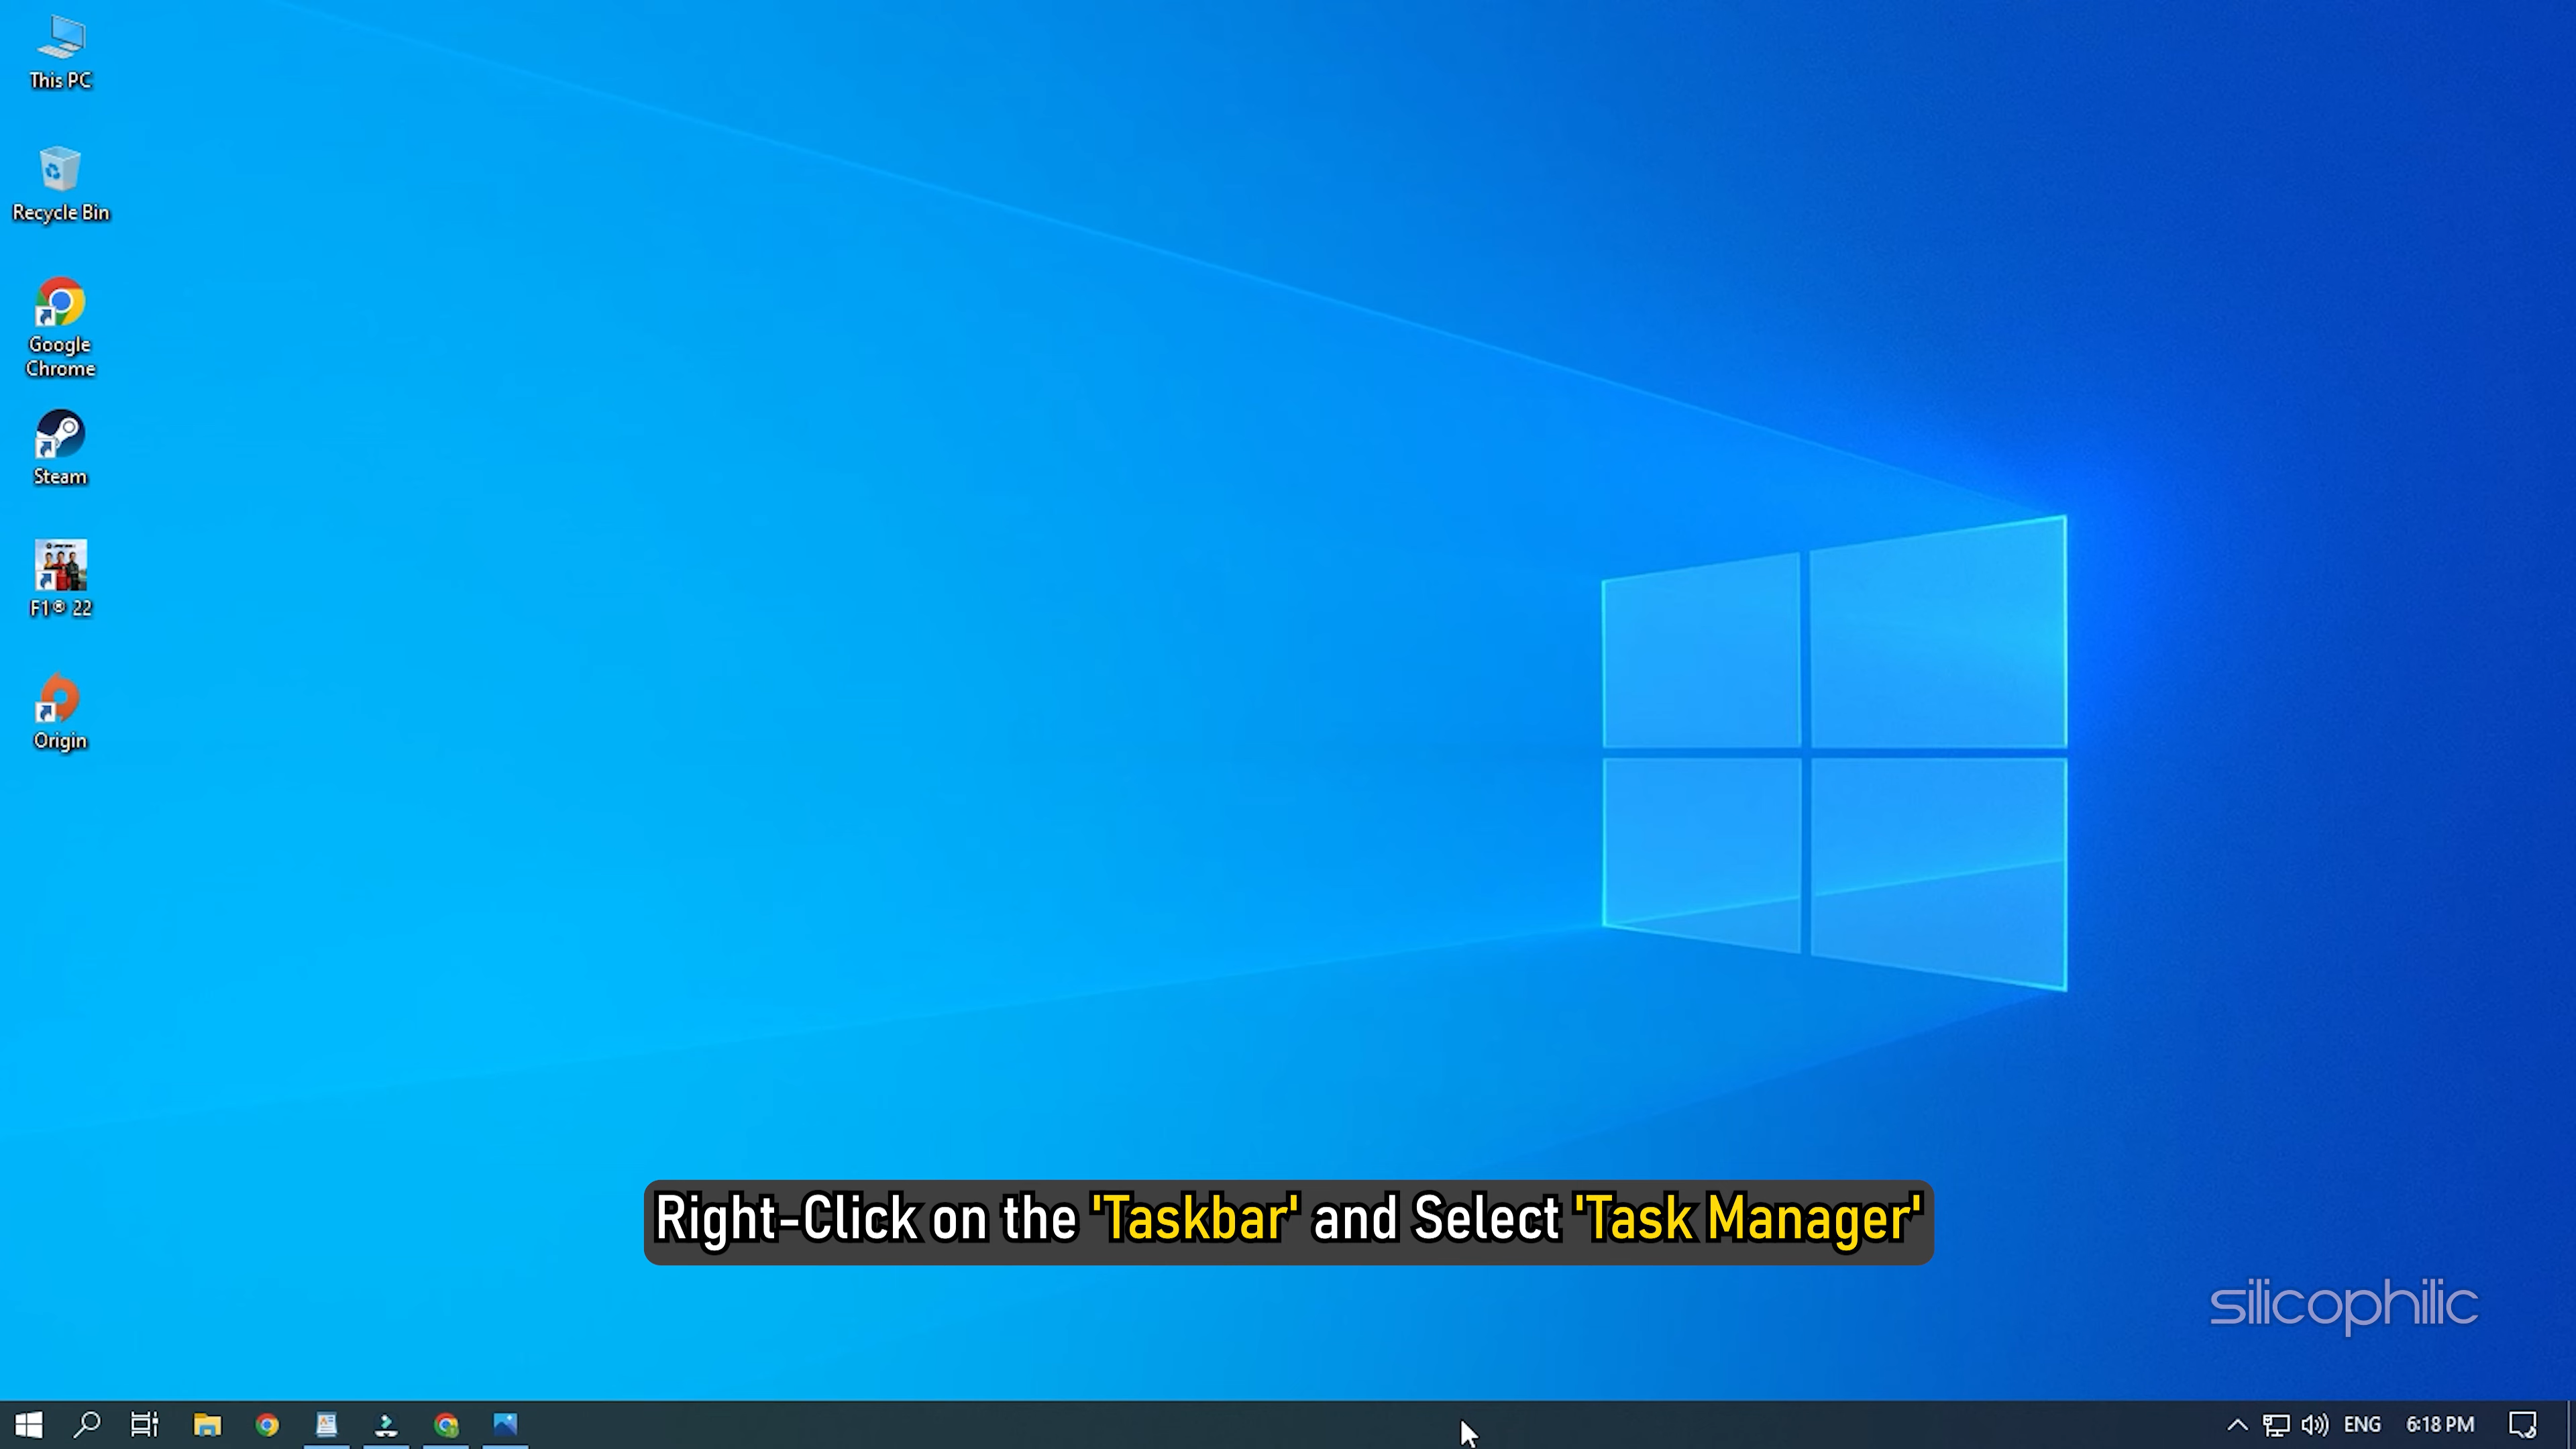 This PC
Recycle Bin
Google
Chrome
Steam
F1® 22
Origin
Right-Click on the 'Taskbar' and Select 'Task Manager'
silicophilic
ENG
6:18 PM